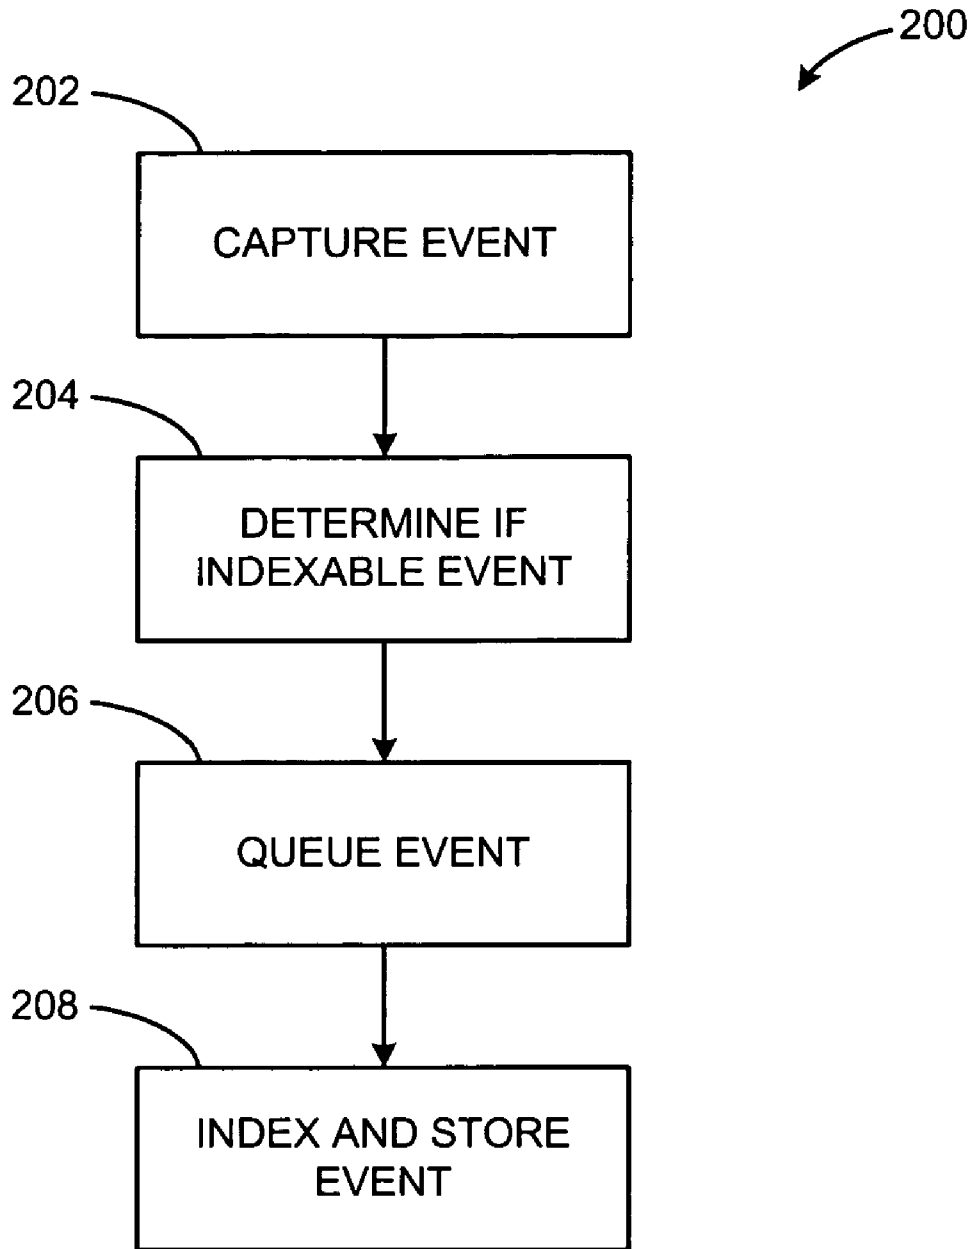 200
202
CAPTURE EVENT
204
DETERMINE IF
INDEXABLE EVENT
206
QUEUE EVENT
208
INDEX AND STORE
EVENT